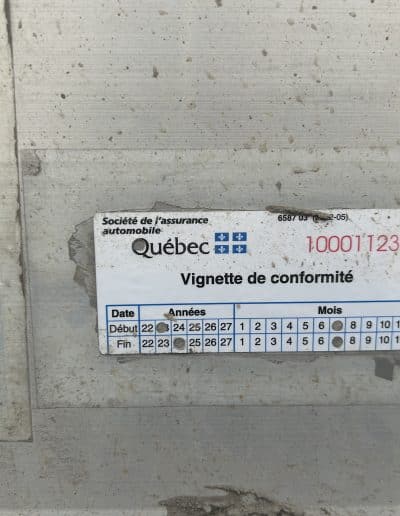 Société de l'assurance
automobile
6587 03
-05)
Québec
10001123
Vignette de conformité
Date Années Mois
Début 22 24 25 26 27 1 2 3 4 5 6 8 9 10
Fin 22 23 25 26 27 1 2 3 4 5 6 8 9 10